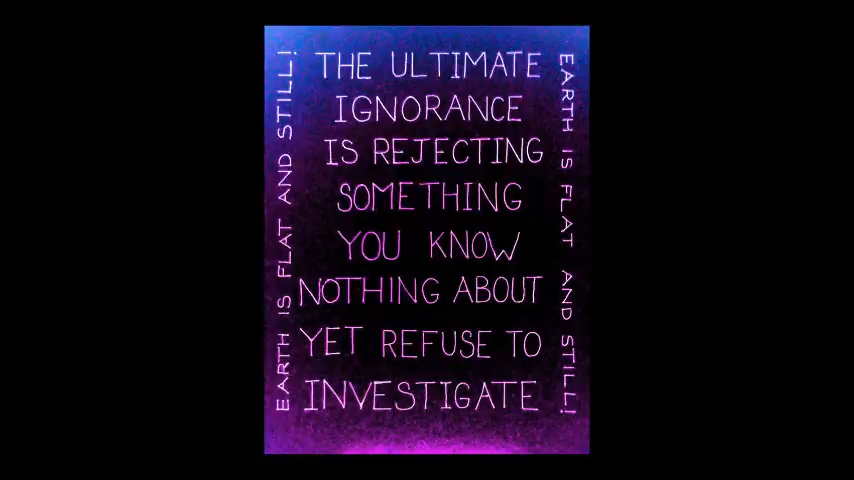 THE ULTIMATE
IGNORANCE
IS REJECTING
SOMETHING
YOU KNOW
NOTHING ABOUT
YET REFUSE TO
INVESTIGATE
EARTH IS FLAT AND STILL!
EARTH IS FLAT AND STILL!